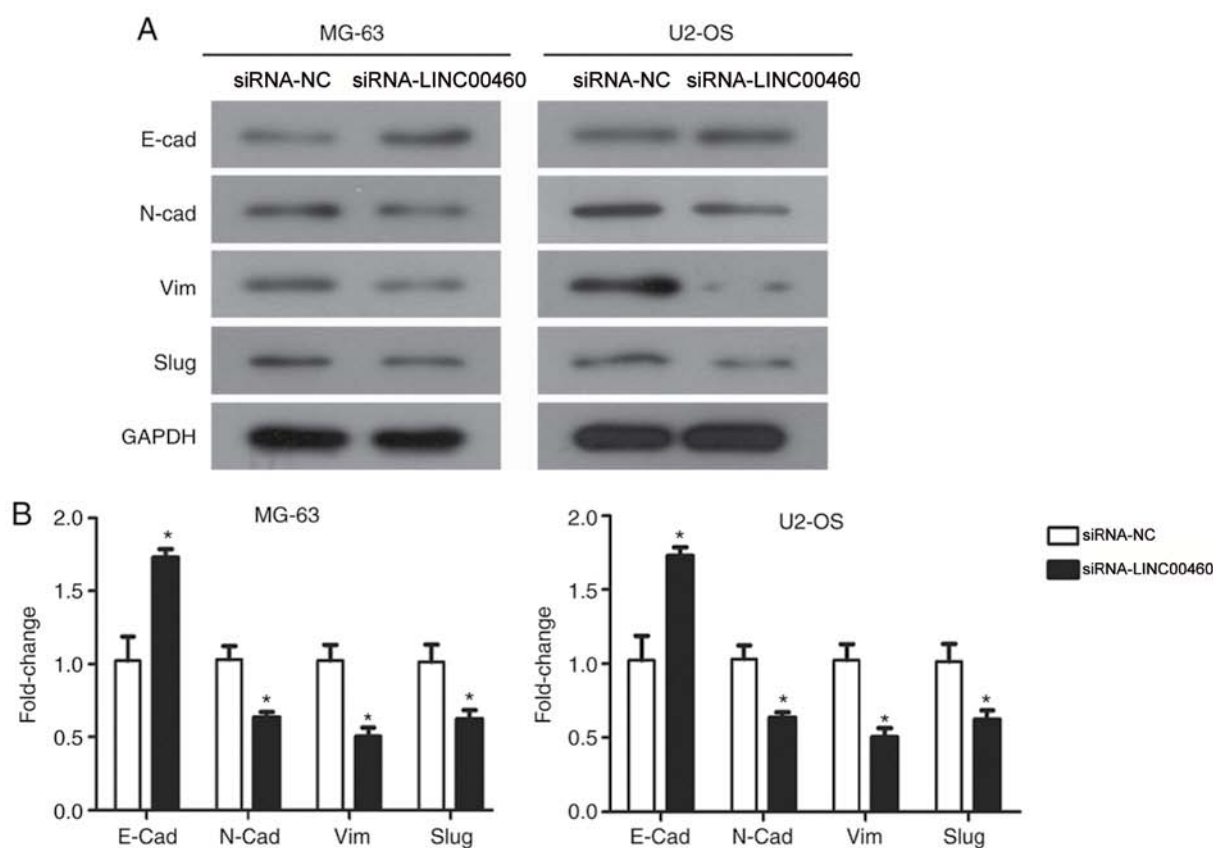 A
MG-63
U2-OS
siRNA-NC siRNA-LINC00460
siRNA-NC siRNA-LINC00460
E-cad
N-cad
Vim
Slug
GAPDH
B
MG-63
Fold-change
2.0
1.5
1.0
0.5
0.0
* * * *
E-Cad N-Cad Vim Slug
U2-OS
Fold-change
2.0
1.5
1.0
0.5
0.0
* * * *
E-Cad N-Cad Vim Slug
siRNA-NC
siRNA-LINC00460